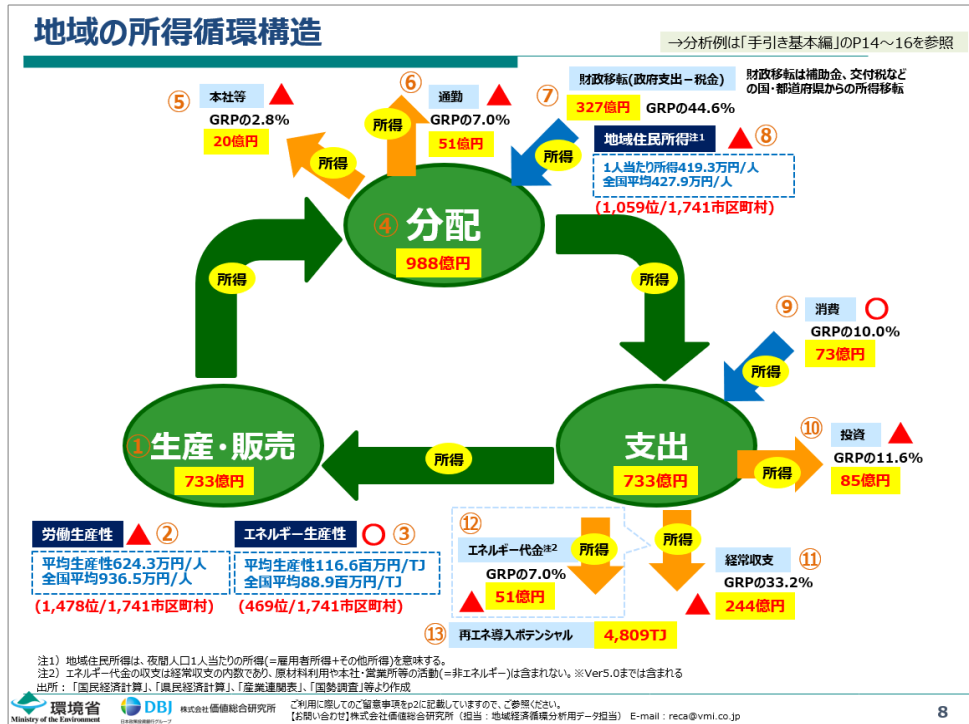 地域の所得循環構造
→分析例は「手引き基本編」のP14～16を参照
⑤
本社等 ▲
GRPの2.8%
20億円
所得
⑥
通勤 ▲
GRPの7.0%
51億円
所得
⑦
財政移転(政府支出－税金)
327億円 GRPの44.6%
財政移転は補助金、交付税など
の国・都道府県からの所得移転
所得
地域住民所得注1 ▲ ⑧
1人当たり所得419.3万円/人
全国平均427.9万円/人
(1,059位/1,741市区町村)
④ 分配
988億円
所得
所得
⑨ 消費 ○
GRPの10.0%
73億円
所得
① 生産・販売
733億円
所得
支出
733億円
⑩ 投資 ▲
GRPの11.6%
85億円
所得
労働生産性 ▲ ②
平均生産性624.3万円/人
全国平均936.5万円/人
(1,478位/1,741市区町村)
エネルギー生産性 ○ ③
平均生産性116.6百万円/TJ
全国平均88.9百万円/TJ
(469位/1,741市区町村)
⑫
エネルギー代金注2
GRPの7.0%
▲ 51億円
所得
所得
経常収支 ⑪
GRPの33.2%
▲ 244億円
⑬ 再エネ導入ポテンシャル 4,809TJ
注1）地域住民所得は、夜間人口1人当たりの所得(=雇用者所得+その他所得)を意味する。
注2）エネルギー代金の収支は経常収支の内数であり、原材料利用や本社・営業所等の活動(=非エネルギー)は含まれない。※Ver5.0までは含まれる
出所：「国民経済計算」、「県民経済計算」、「産業連関表」、「国勢調査」等より作成
環境省
Ministry of the Environment
DBJ
日本政策投資銀行グループ
株式会社価値総合研究所
ご利用に際してのご留意事項をp2に記載していますので、ご参照ください。
【お問い合わせ】株式会社価値総合研究所（担当：地域経済循環分析用データ担当） E-mail：reca@vmi.co.jp
8